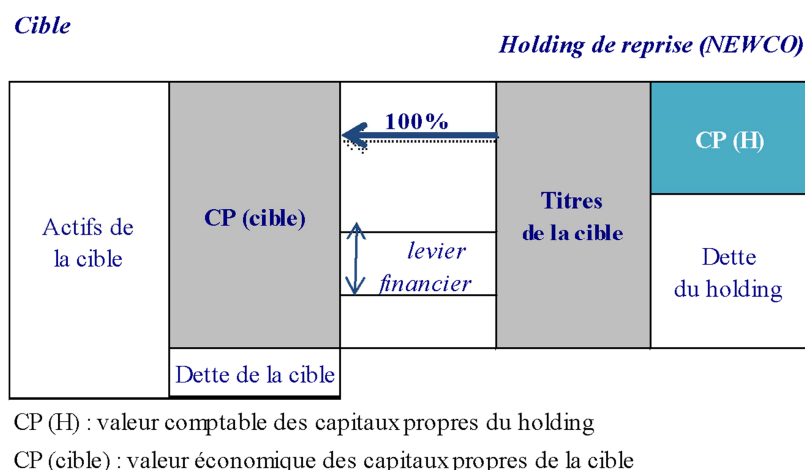 Cible
Holding de reprise (NEWCO)
100%
CP (H)
Actifs de
la cible
CP (cible)
levier
financier
Titres
de la cible
Dette
du holding
Dette de la cible
CP (H) : valeur comptable des capitaux propres du holding
CP (cible) : valeur économique des capitaux propres de la cible